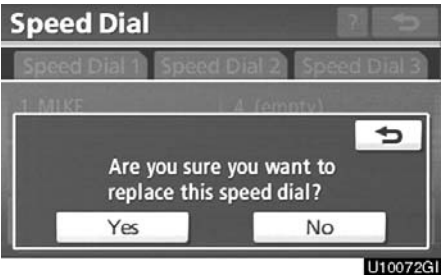 Speed Dial
?
Speed Dial 1 Speed Dial 2 Speed Dial 3
1 MIKE 4 (empty)
Are you sure you want to
replace this speed dial?
Yes No
U10072GI